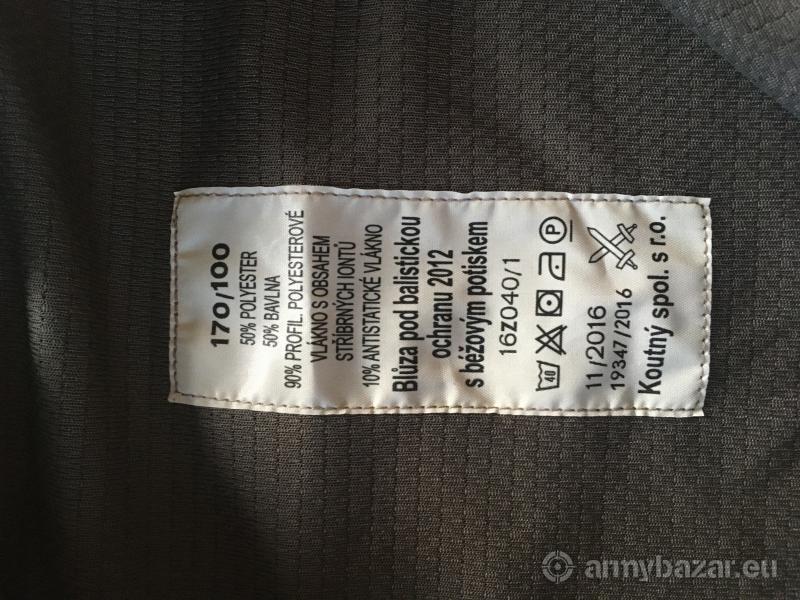 170/100
50% POLYESTER
50% BAVLNA
90% PROFIL. POLYESTEROVÉ
VLÁKNO S OBSAHEM
STŘÍBRNÝCH IONTŮ
10% ANTISTATICKÉ VLÁKNO
Blůza pod balistickou
ochranu 2012
s béžovým potiskem
16z040/1
40 P
11/2016
19347/2016
Koutný spol. s r.o.
armybazar.eu